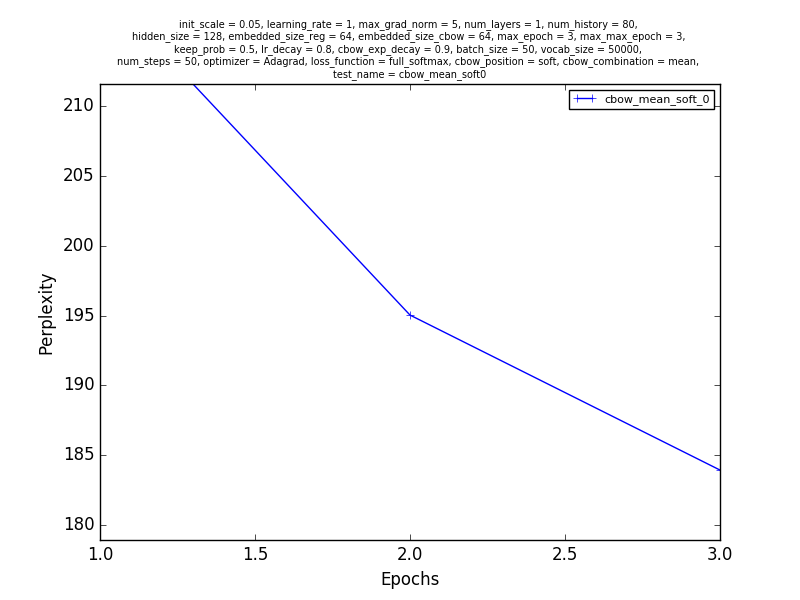 init_scale = 0.05, learning_rate = 1, max_grad_norm = 5, num_layers = 1, num_history = 80,
hidden_size = 128, embedded_size_reg = 64, embedded_size_cbow = 64, max_epoch = 3, max_max_epoch = 3,
keep_prob = 0.5, lr_decay = 0.8, cbow_exp_decay = 0.9, batch_size = 50, vocab_size = 50000,
num_steps = 50, optimizer = Adagrad, loss_function = full_softmax, cbow_position = soft, cbow_combination = mean,
test_name = cbow_mean_soft0
cbow_mean_soft_0
210
205
200
195
190
185
180
Perplexity
1.0 1.5 2.0 2.5 3.0
Epochs